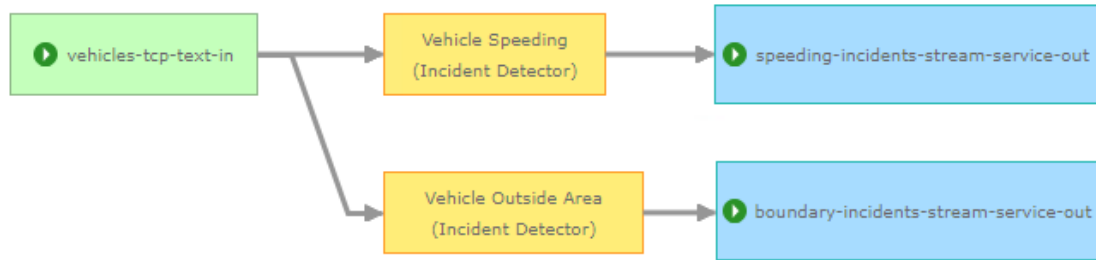 vehicles-tcp-text-in
Vehicle Speeding
(Incident Detector)
speeding-incidents-stream-service-out
Vehicle Outside Area
(Incident Detector)
boundary-incidents-stream-service-out